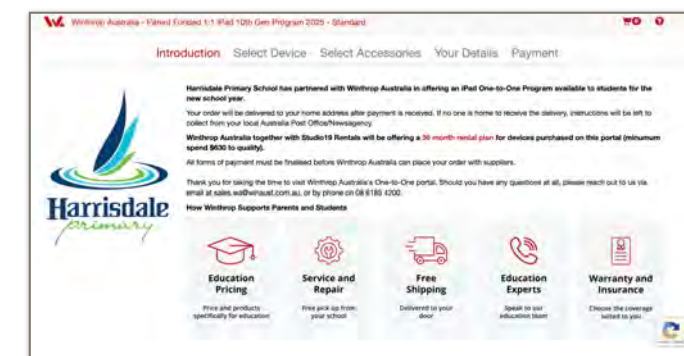 Winthrop Australia - Parent Funded 1:1 iPad 10th Gen Program 2025 - Standard
0
Introduction Select Device Select Accessories Your Details Payment
Harrisdale Primary School has partnered with Winthrop Australia in offering an iPad One-to-One Program available to students for the
new school year.
Your order will be delivered to your home address after payment is received. If no one is home to receive the delivery, instructions will be left to
collect from your local Australia Post Office/Newsagency.
Winthrop Australia together with Studio19 Rentals will be offering a 36 month rental plan for devices purchased on this portal (minumum
spend $630 to qualify).
All forms of payment must be finalised before Winthrop Australia can place your order with suppliers.
Thank you for taking the time to visit Winthrop Australia's One-to-One portal. Should you have any questions at all, please reach out to us via
email at sales.wa@winaust.com.au, or by phone on 08 6185 4200.
How Winthrop Supports Parents and Students
Harrisdale
primary
Education
Pricing
Price and products
specifically for education
Service and
Repair
Free pick up from
your school
Free
Shipping
Delivered to your
door
Education
Experts
Speak to our
education team
Warranty and
Insurance
Choose the coverage
suited to you